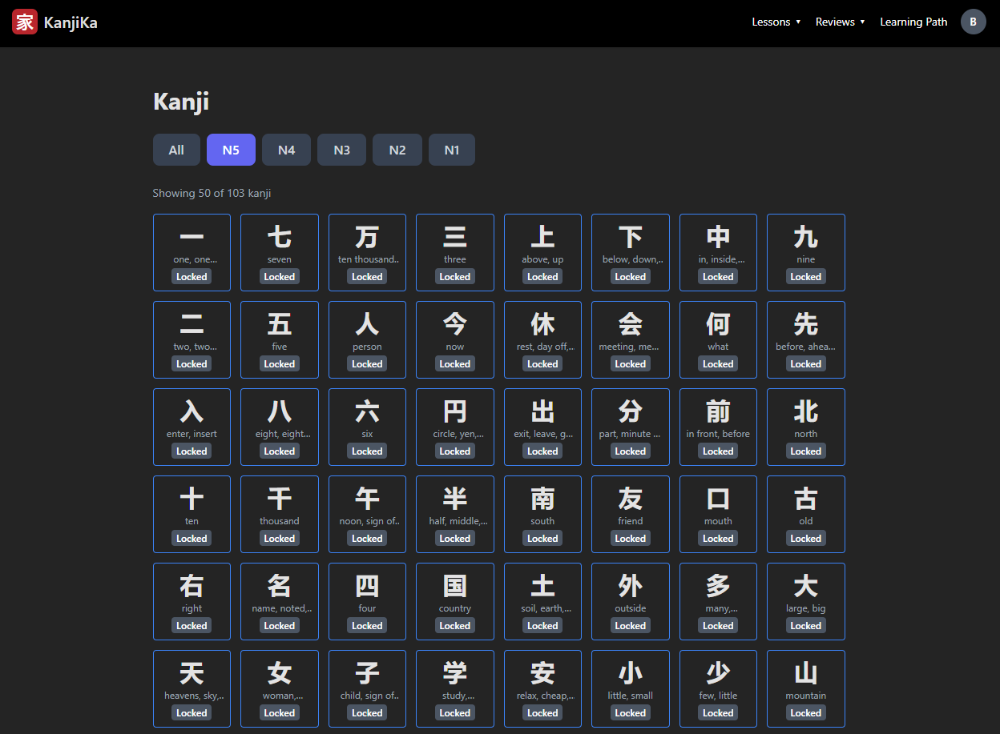 家 KanjiKa Lessons ▼ Reviews ▼ Learning Path B
Kanji
All N5 N4 N3 N2 N1
Showing 50 of 103 kanji
一 七 万 三 上 下 中 九
one, one... seven ten thousand.. three above, up below, down,.. in, inside,... nine
Locked Locked Locked Locked Locked Locked Locked Locked
二 五 人 今 休 会 何 先
two, two... five person now rest, day off,.. meeting, me... what before, ahea...
Locked Locked Locked Locked Locked Locked Locked Locked
入 八 六 円 出 分 前 北
enter, insert eight, eight... six circle, yen,... exit, leave, g... part, minute ... in front, before north
Locked Locked Locked Locked Locked Locked Locked Locked
十 千 午 半 南 友 口 古
ten thousand noon, sign of.. half, middle,... south friend mouth old
Locked Locked Locked Locked Locked Locked Locked Locked
右 名 四 国 土 外 多 大
right name, noted,.. four country soil, earth,... outside many,... large, big
Locked Locked Locked Locked Locked Locked Locked Locked
天 女 子 学 安 小 少 山
heavens, sky,.. woman,... child, sign of.. study,... relax, cheap,.. little, small few, little mountain
Locked Locked Locked Locked Locked Locked Locked Locked